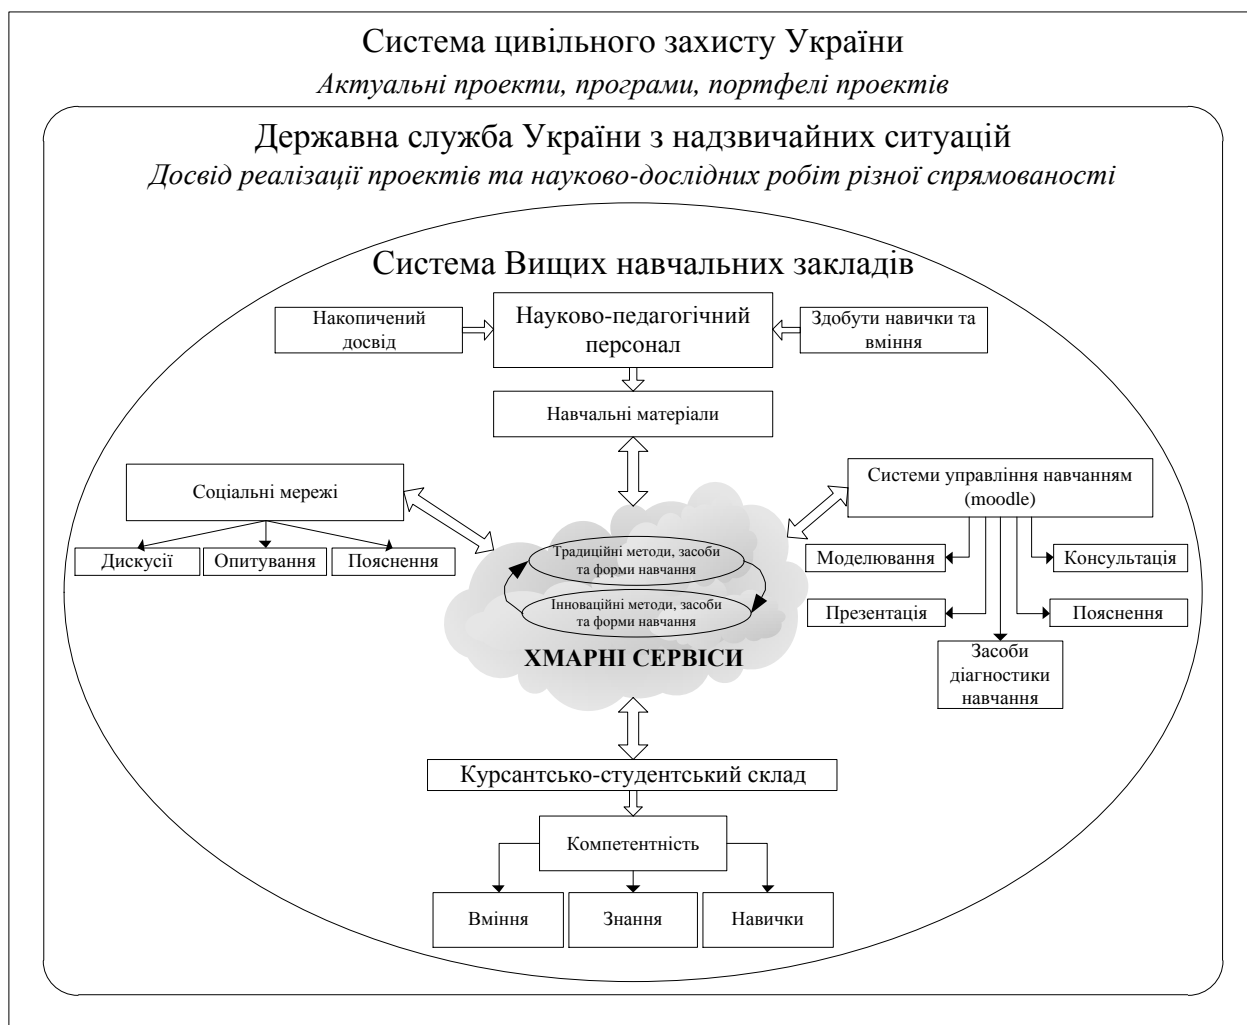 Система цивільного захисту України
Актуальні проекти, програми, портфелі проектів
Державна служба України з надзвичайних ситуацій
Досвід реалізації проектів та науково-дослідних робіт різної спрямованості
Система Вищих навчальних закладів
Накопичений
досвід
Науково-педагогічний
персонал
Здобути навички та
вміння
Навчальні матеріали
Соціальні мережі
Дискусії
Опитування
Пояснення
Системи управління навчанням
(moodle)
Моделювання
Консультація
Презентація
Пояснення
Засоби
діагностики
навчання
Традиційні методи, засоби
та форми навчання
Інноваційні методи, засоби
та форми навчання
ХМАРНІ СЕРВІСИ
Курсантсько-студентський склад
Компетентність
Вміння
Знання
Навички